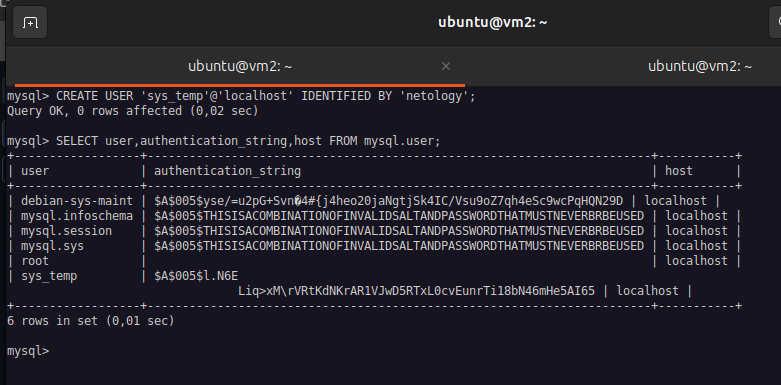 ubuntu@vm2: ~
ubuntu@vm2: ~ × ubuntu@vm2: ~
mysql> CREATE USER 'sys_temp'@'localhost' IDENTIFIED BY 'netology';
Query OK, 0 rows affected (0,02 sec)
mysql> SELECT user,authentication_string,host FROM mysql.user;
+------------------+------------------------------------------------------------------------+-----------+
| user             | authentication_string                                                  | host      |
+------------------+------------------------------------------------------------------------+-----------+
| debian-sys-maint | $A$005$yse/=u2pG+Svn�4#{j4heo20jaNgtjSk4IC/Vsu9oZ7qh4eSc9wcPqHQN29D | localhost |
| mysql.infoschema | $A$005$THISISACOMBINATIONOFINVALIDSALTANDPASSWORDTHATMUSTNEVERBRBEUSED | localhost |
| mysql.session    | $A$005$THISISACOMBINATIONOFINVALIDSALTANDPASSWORDTHATMUSTNEVERBRBEUSED | localhost |
| mysql.sys        | $A$005$THISISACOMBINATIONOFINVALIDSALTANDPASSWORDTHATMUSTNEVERBRBEUSED | localhost |
| root             |                                                                        | localhost |
| sys_temp         | $A$005$l.N6E
Liq>xM\rVRtKdNKrAR1VJwD5RTxL0cvEunrTi18bN46mHe5AI65 | localhost |
+------------------+------------------------------------------------------------------------+-----------+
6 rows in set (0,01 sec)
mysql>